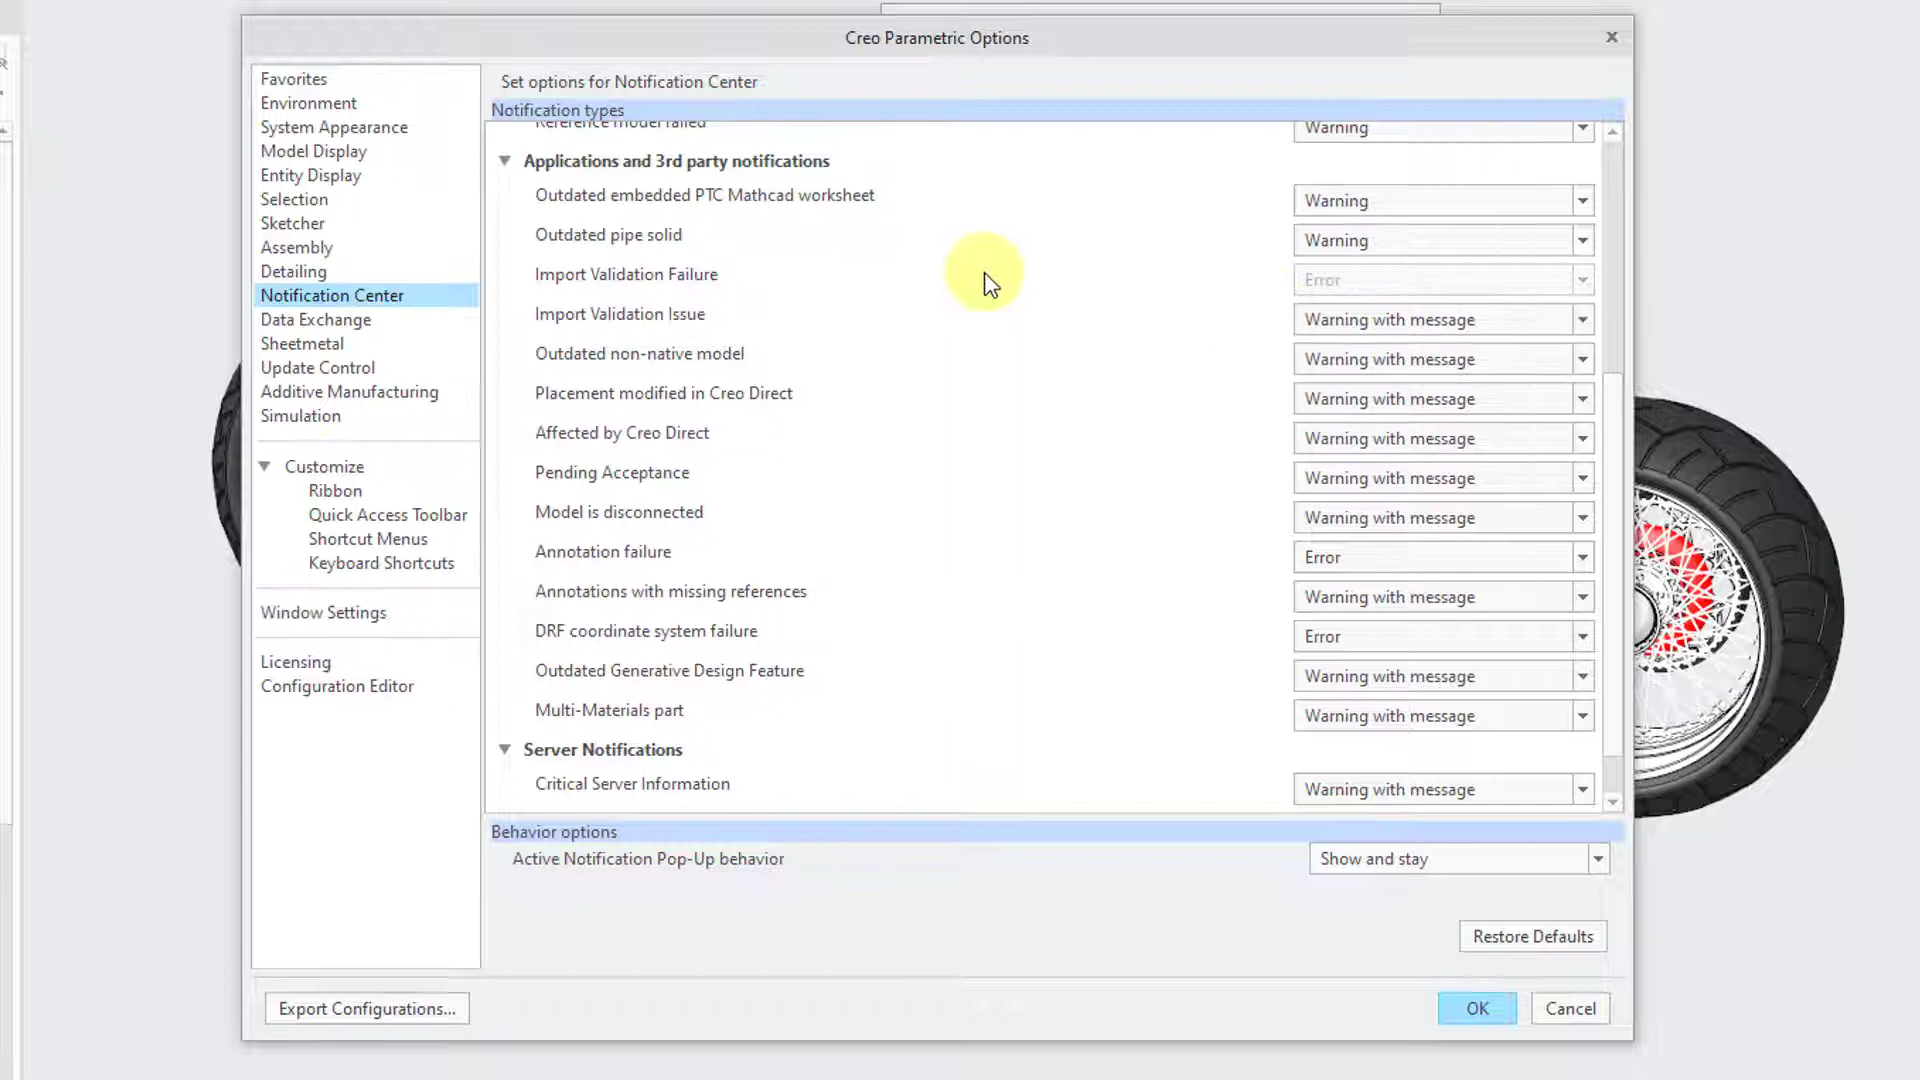 Creo Parametric Options
Favorites
Environment
System Appearance
Model Display
Entity Display
Selection
Sketcher
Assembly
Detailing
Notification Center
Data Exchange
Sheetmetal
Update Control
Additive Manufacturing
Simulation
Customize
Ribbon
Quick Access Toolbar
Shortcut Menus
Keyboard Shortcuts
Window Settings
Licensing
Configuration Editor
Set options for Notification Center
Notification types
Reference model failed Warning
Applications and 3rd party notifications
Outdated embedded PTC Mathcad worksheet Warning
Outdated pipe solid Warning
Import Validation Failure Error
Import Validation Issue Warning with message
Outdated non-native model Warning with message
Placement modified in Creo Direct Warning with message
Affected by Creo Direct Warning with message
Pending Acceptance Warning with message
Model is disconnected Warning with message
Annotation failure Error
Annotations with missing references Warning with message
DRF coordinate system failure Error
Outdated Generative Design Feature Warning with message
Multi-Materials part Warning with message
Server Notifications
Critical Server Information Warning with message
Behavior options
Active Notification Pop-Up behavior Show and stay
Restore Defaults
Export Configurations... OK Cancel